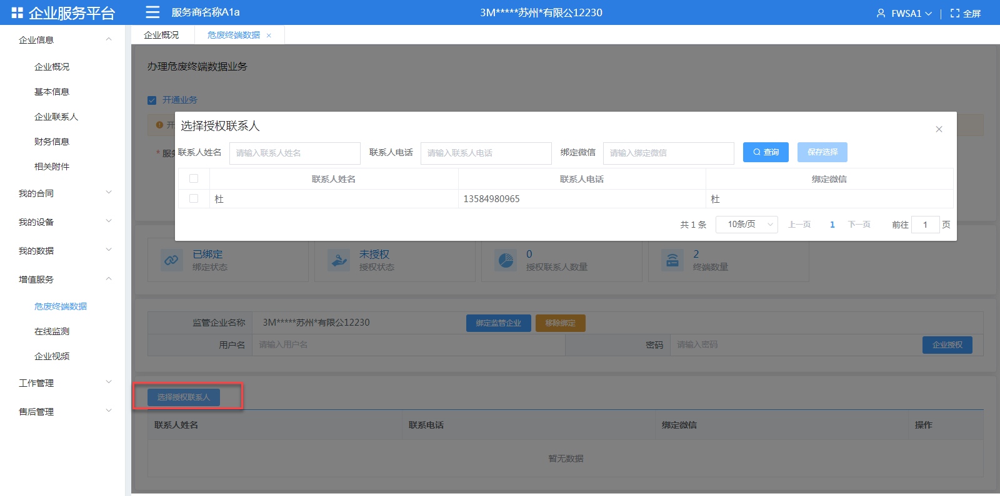 企业服务平台
服务商名称A1a
3M*****苏州*有限公12230
FWSA1
全屏
企业信息
企业概况
基本信息
企业联系人
财务信息
相关附件
我的合同
我的设备
我的数据
增值服务
危废终端数据
在线监测
企业视频
工作管理
售后管理
企业概况
危废终端数据
办理危废终端数据业务
开通业务
开
* 服务
选择授权联系人
联系人姓名 请输入联系人姓名 联系人电话 请输入联系人电话 绑定微信 请输入绑定微信 查询 保存选择
联系人姓名 联系人电话 绑定微信
杜 13584980965 杜
共 1 条 10条/页 上一页 1 下一页 前往 1 页
已绑定
绑定状态
未授权
授权状态
0
授权联系人数量
2
终端数量
监管企业名称 3M*****苏州*有限公12230 绑定监管企业 移除绑定
用户名 请输入用户名 密码 请输入密码 企业授权
选择授权联系人
联系人姓名 联系电话 绑定微信 操作
暂无数据